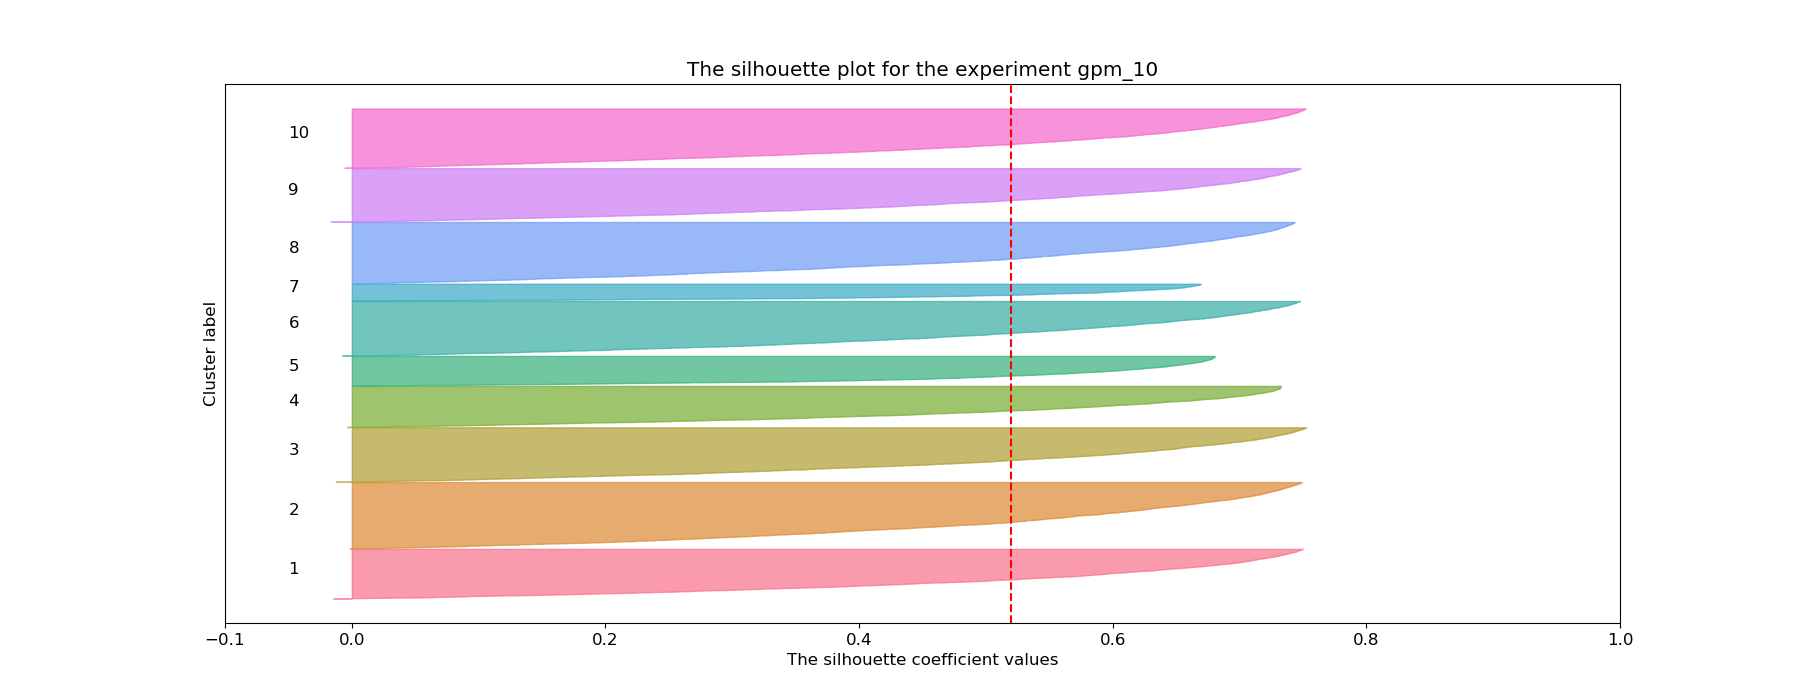 The silhouette plot for the experiment gpm_10
10
9
8
7
6
5
4
3
2
1
Cluster label
−0.1 0.0 0.2 0.4 0.6 0.8 1.0
The silhouette coefficient values